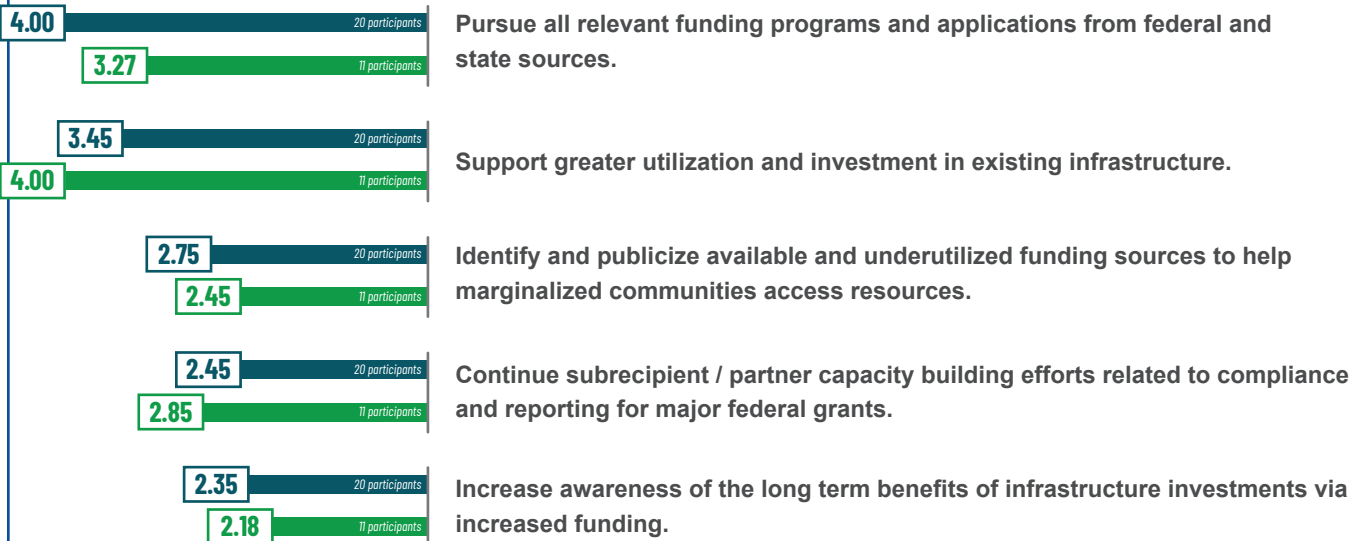 4.00 20 participants
3.27 11 participants
Pursue all relevant funding programs and applications from federal and
state sources.
3.45 20 participants
4.00 11 participants
Support greater utilization and investment in existing infrastructure.
2.75 20 participants
2.45 11 participants
Identify and publicize available and underutilized funding sources to help
marginalized communities access resources.
2.45 20 participants
2.85 11 participants
Continue subrecipient / partner capacity building efforts related to compliance
and reporting for major federal grants.
2.35 20 participants
2.18 11 participants
Increase awareness of the long term benefits of infrastructure investments via
increased funding.